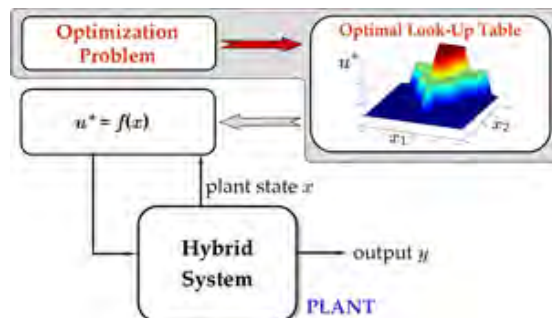 Optimization
Problem
Optimal Look-Up Table
u*
x₁
x₂
u* = f(x)
plant state x
Hybrid
System
output y
PLANT